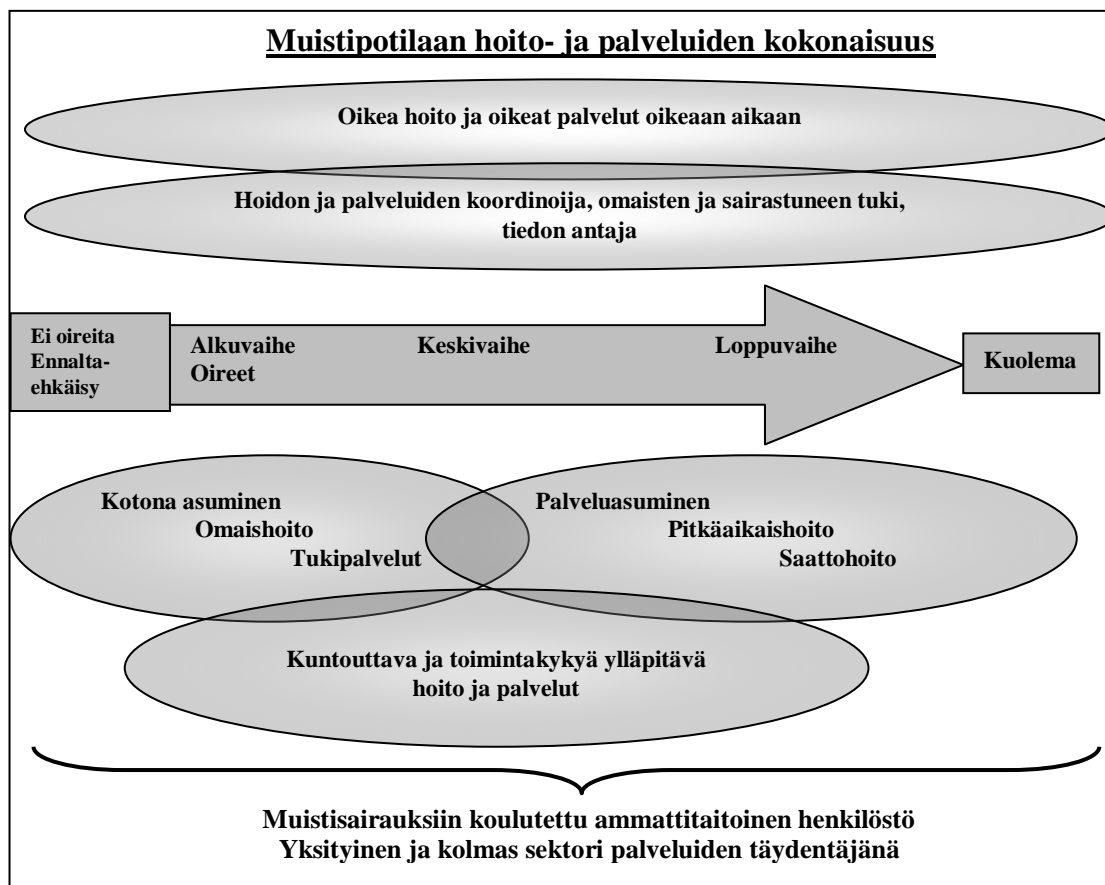 Muistipotilaan hoito- ja palveluiden kokonaisuus
Oikea hoito ja oikeat palvelut oikeaan aikaan
Hoidon ja palveluiden koordinoija, omaisten ja sairastuneen tuki,
tiedon antaja
Ei oireita
Ennalta-
ehkäisy
Alkuvaihe
Oireet
Keskivaihe
Loppuvaihe
Kuolema
Kotona asuminen
Omaishoito
Tukipalvelut
Palveluasuminen
Pitkäaikaishoito
Saattohoito
Kuntouttava ja toimintakykyä ylläpitävä
hoito ja palvelut
Muistisairauksiin koulutettu ammattitaitoinen henkilöstö
Yksityinen ja kolmas sektori palveluiden täydentäjänä